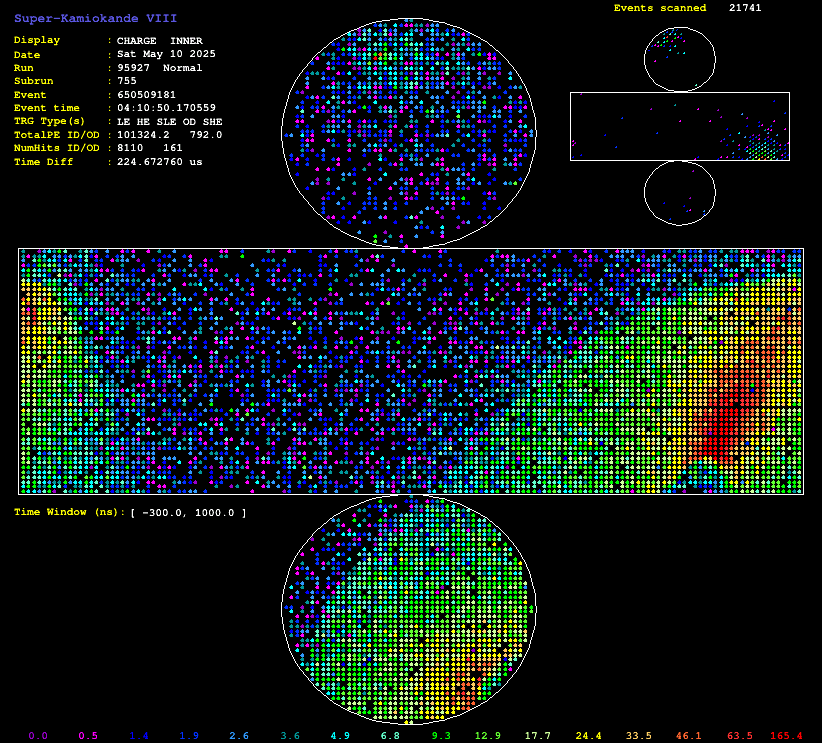 Super-Kamiokande VIII
Events scanned 21741
Display : CHARGE INNER
Date : Sat May 10 2025
Run : 95927 Normal
Subrun : 755
Event : 650509181
Event time : 04:10:50.170559
TRG Type(s) : LE HE SLE OD SHE
TotalPE ID/OD : 101324.2 792.0
NumHits ID/OD : 8110 161
Time Diff : 224.672760 us
Time Window (ns): [ -300.0, 1000.0 ]
0.0 0.5 1.4 1.9 2.6 3.6 4.9 6.8 9.3 12.9 17.7 24.4 33.5 46.1 63.5 165.4